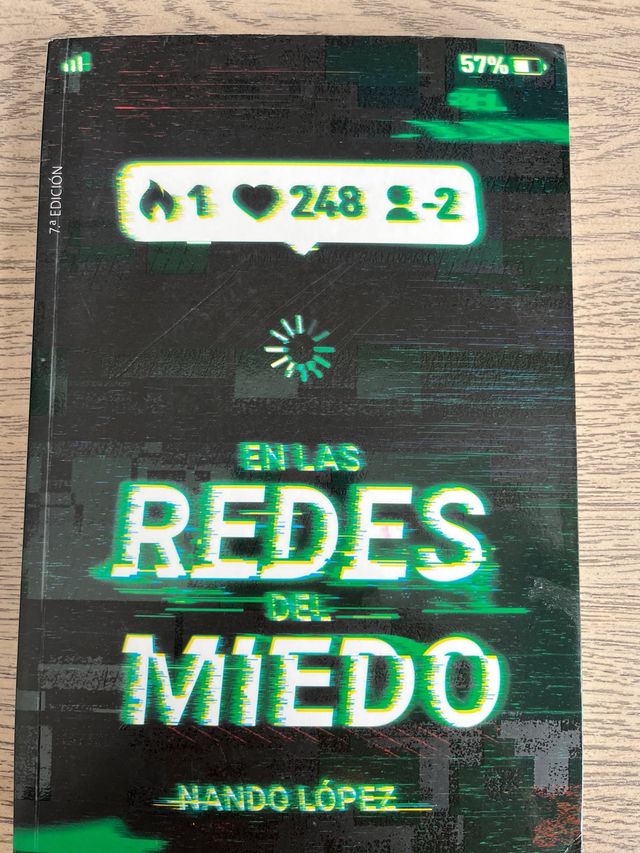 57%
7.ª EDICIÓN
1 248 -2
EN LAS
REDES
DEL
MIEDO
NANDO LÓPEZ